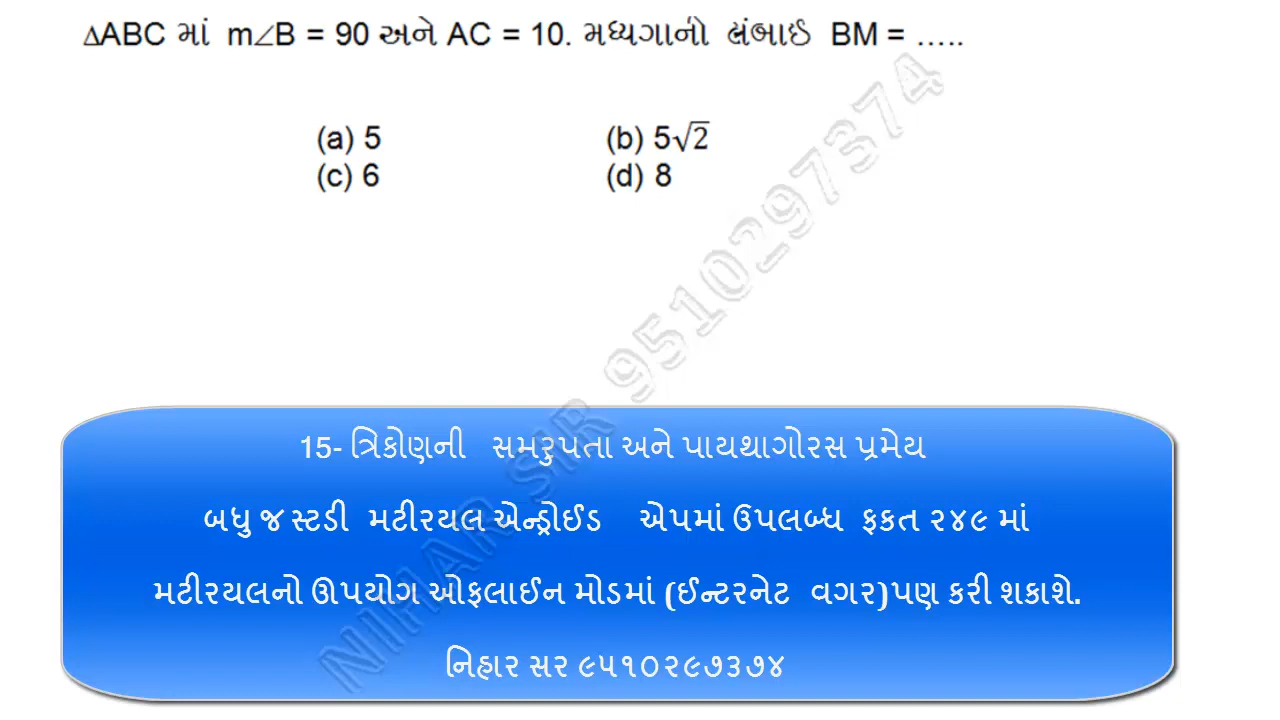 ∆ABC માં m∠B = 90 અને AC = 10. મધ્યગાની લંબાઈ BM = …..
(a) 5 (b) 5√2
(c) 6 (d) 8
NIHAR SIR 9510297374
15- ત્રિકોણની સમરુપતા અને પાયથાગોરસ પ્રમેય
બધુ જ સ્ટડી મટીરયલ એન્ડ્રોઈડ એપમાં ઉપલબ્ધ ફકત ૨૪૯ માં
મટીરયલનો ઊપયોગ ઓફલાઈન મોડમાં (ઈન્ટરનેટ વગર)પણ કરી શકાશે.
નિહાર સર ૯૫૧૦૨૯૭૩૭૪